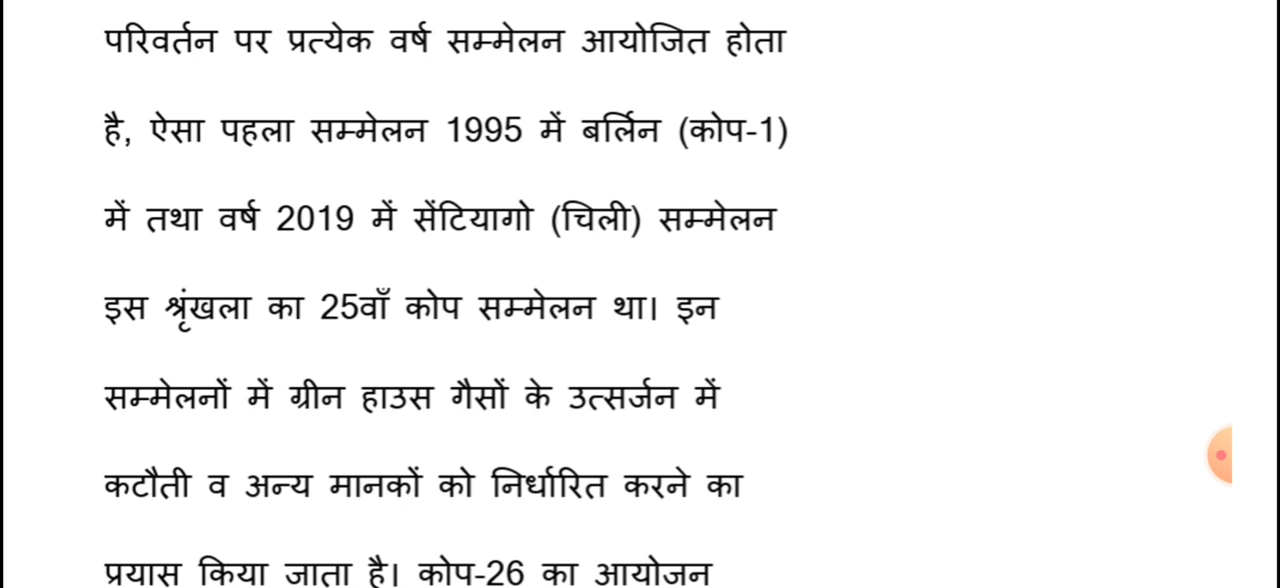 परिवर्तन पर प्रत्येक वर्ष सम्मेलन आयोजित होता
है, ऐसा पहला सम्मेलन 1995 में बर्लिन (कोप-1)
में तथा वर्ष 2019 में सेंटियागो (चिली) सम्मेलन
इस श्रृंखला का 25वाँ कोप सम्मेलन था। इन
सम्मेलनों में ग्रीन हाउस गैसों के उत्सर्जन में
कटौती व अन्य मानकों को निर्धारित करने का
प्रयास किया जाता है। कोप-26 का आयोजन